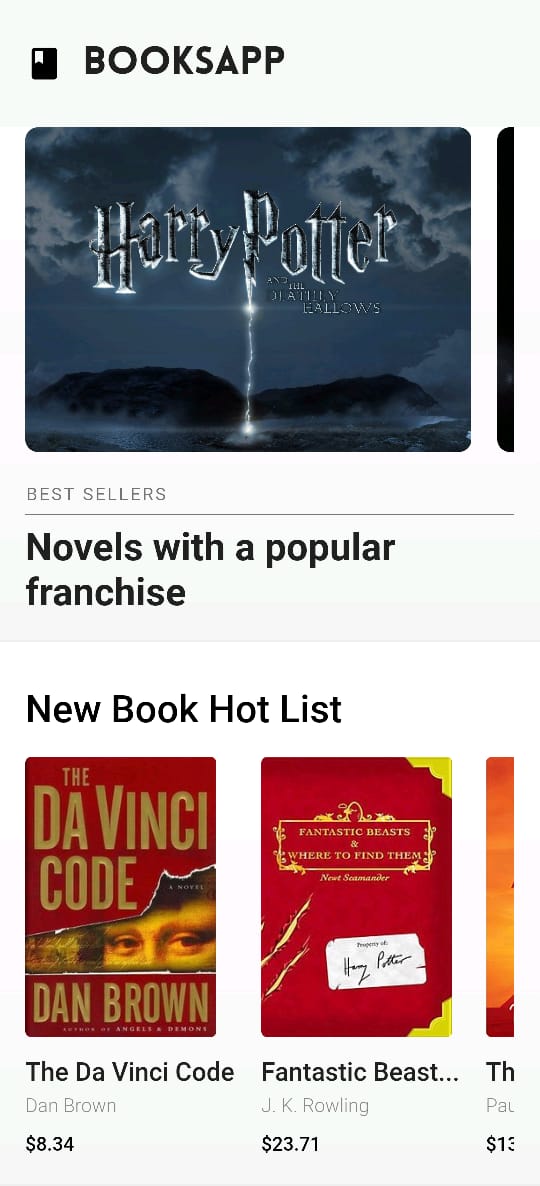 BOOKSAPP
Harry Potter
AND THE
DEATHLY
HALLOWS
BEST SELLERS
Novels with a popular
franchise
New Book Hot List
THE
DA VINCI
CODE
A NOVEL
DAN BROWN
AUTHOR OF ANGELS & DEMONS
FANTASTIC BEASTS
&
WHERE TO FIND THEM
Newt Scamander
Property of:
Harry Potter
The Da Vinci Code
Dan Brown
$8.34
Fantastic Beast...
J. K. Rowling
$23.71
Th
Pau
$13